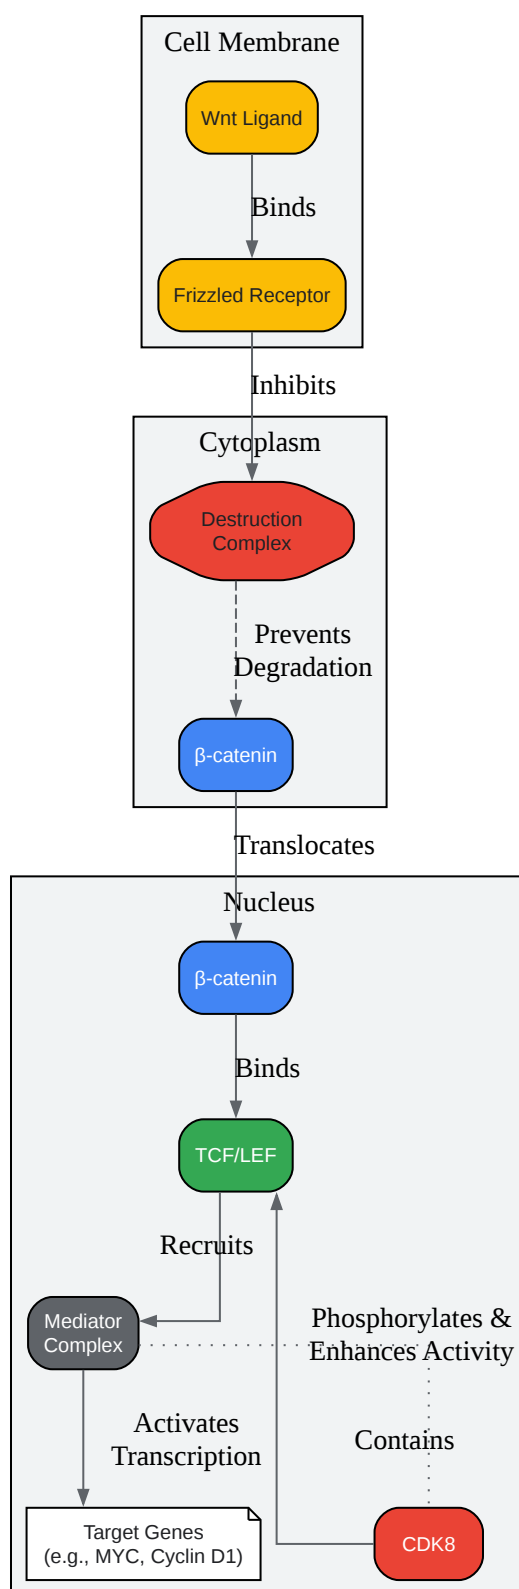 Cell Membrane
Wnt Ligand
Binds
Frizzled Receptor
Inhibits
Cytoplasm
Destruction
Complex
Prevents
Degradation
β-catenin
Translocates
Nucleus
β-catenin
Binds
TCF/LEF
Recruits
Mediator
Complex
Phosphorylates &
Enhances Activity
Activates
Transcription
Contains
Target Genes
(e.g., MYC, Cyclin D1)
CDK8